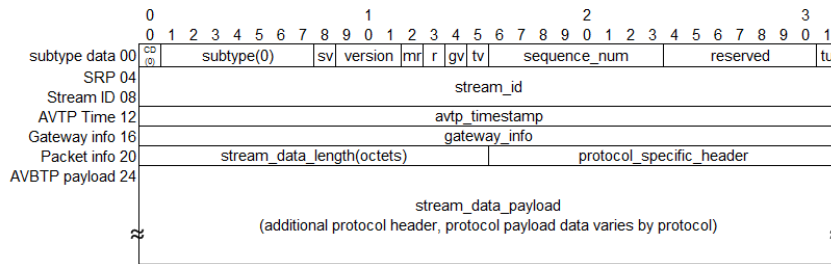 0 1 2 3
0 1 2 3 4 5 6 7 8 9 0 1 2 3 4 5 6 7 8 9 0 1 2 3 4 5 6 7 8 9 0 1
subtype data 00 CD (0) subtype(0) sv version mr r gv tv sequence_num reserved tu
SRP 04
Stream ID 08 stream_id
AVTP Time 12 avtp_timestamp
Gateway info 16 gateway_info
Packet info 20 stream_data_length(octets) protocol_specific_header
AVBTP payload 24
stream_data_payload
(additional protocol header, protocol payload data varies by protocol)